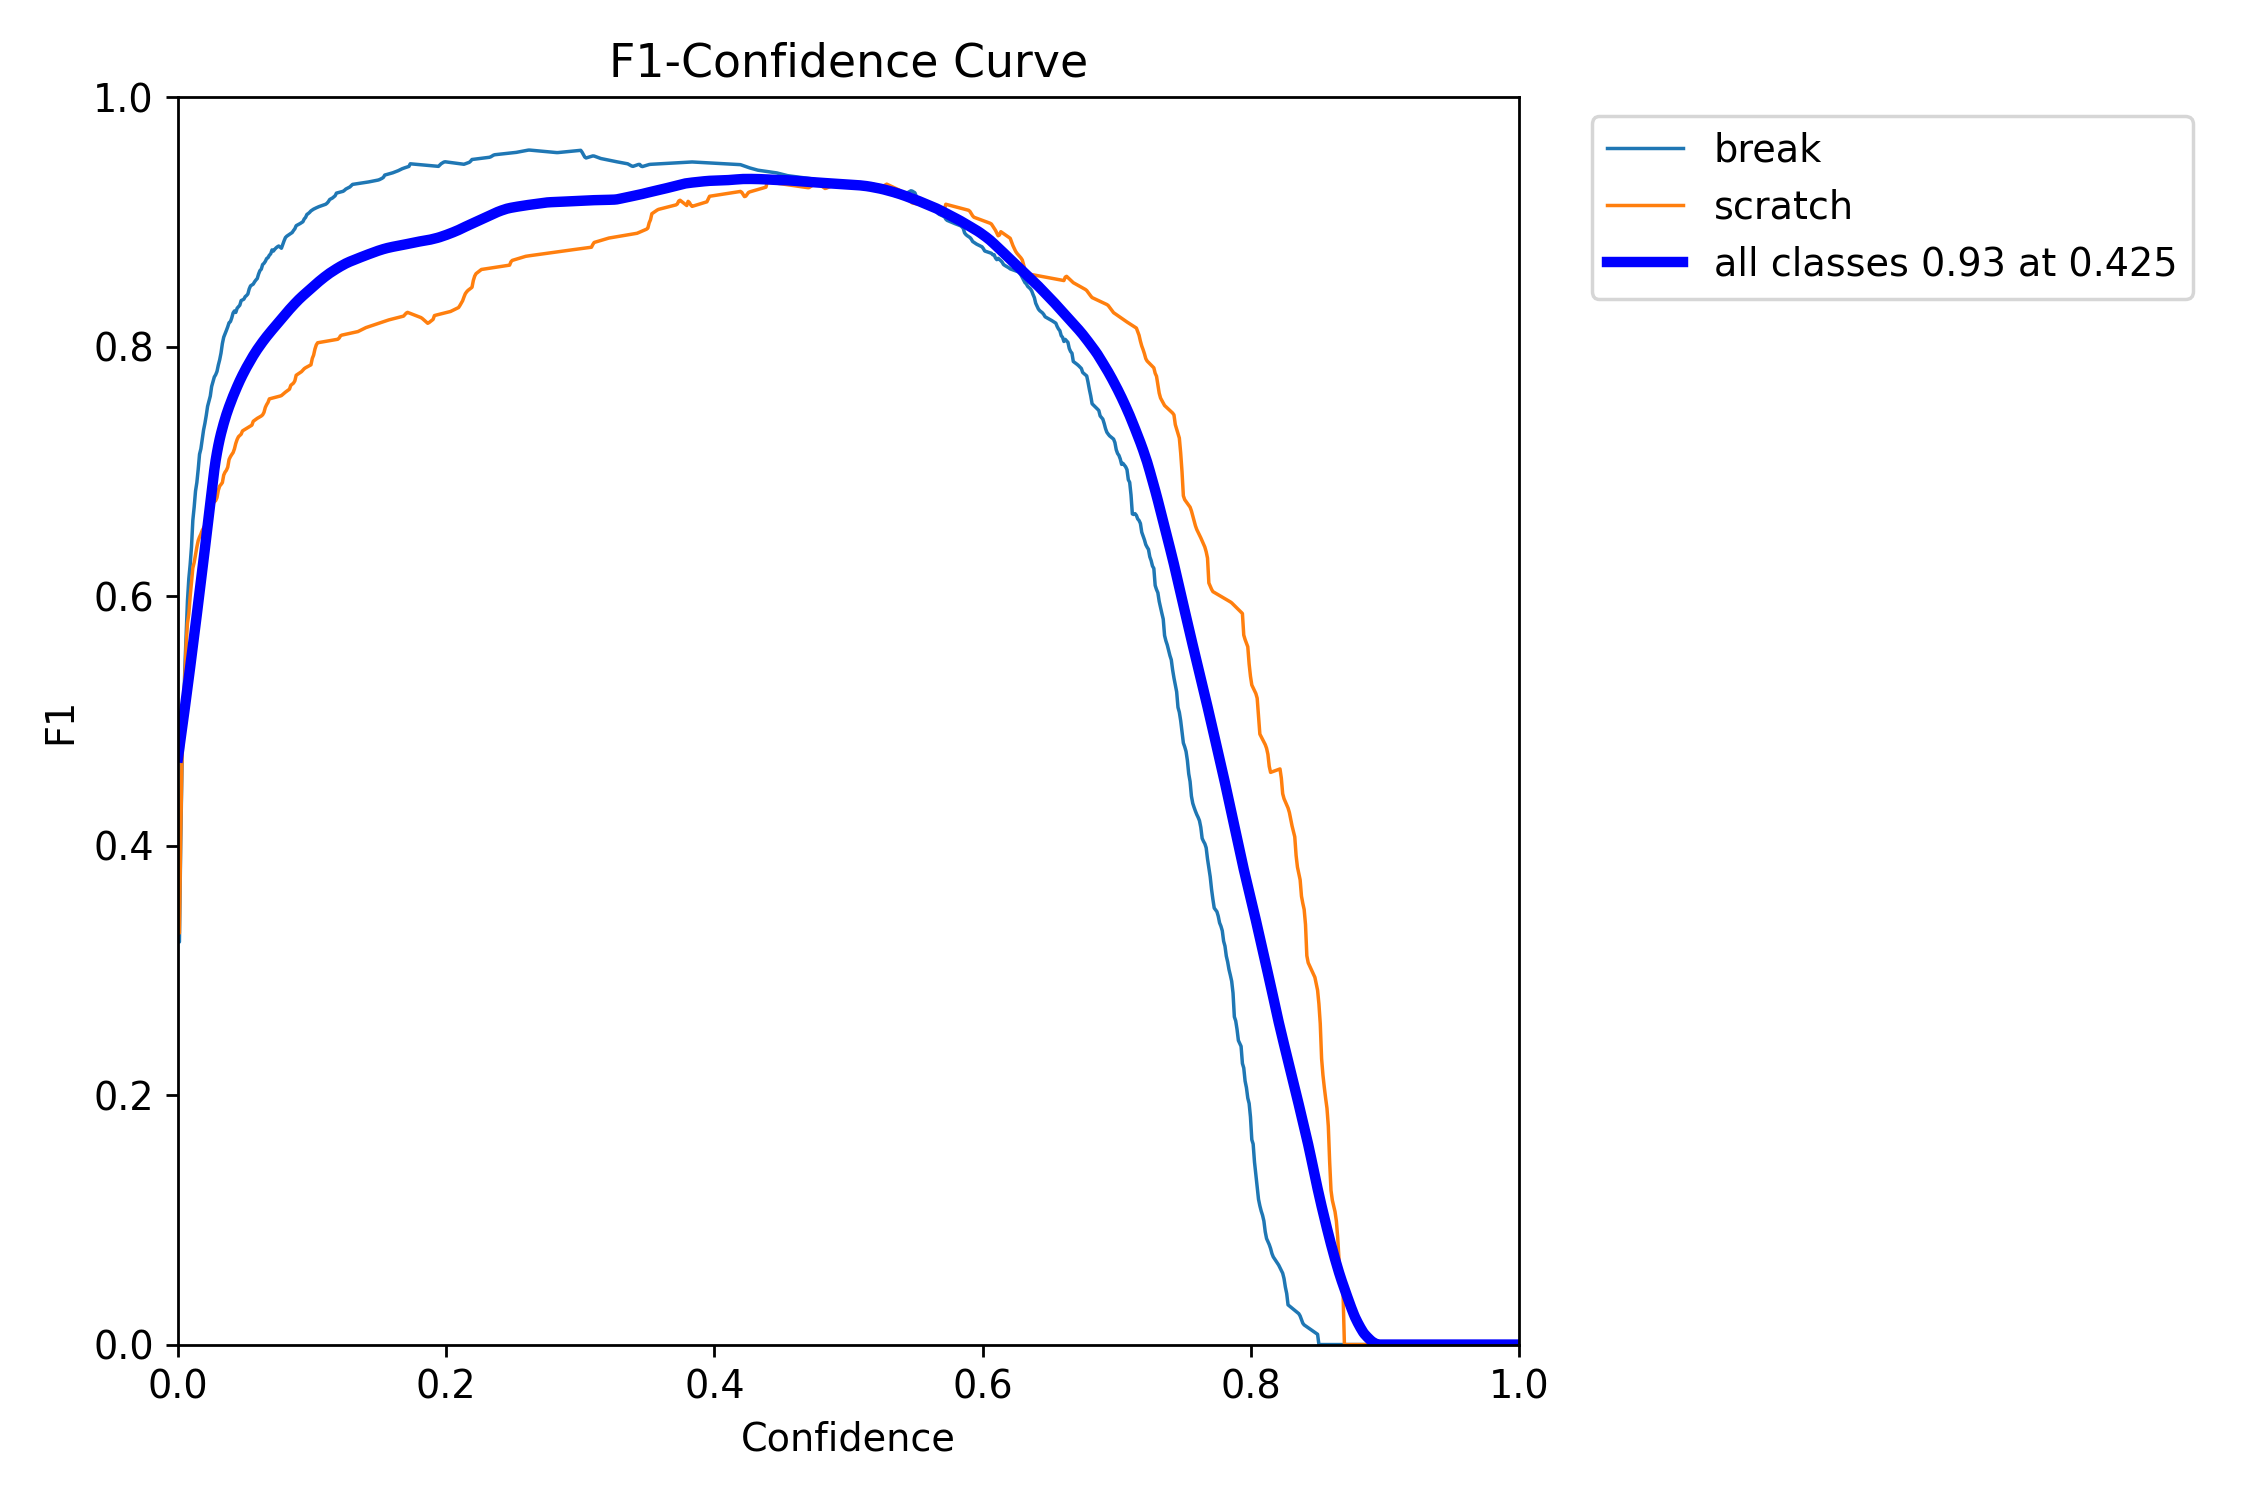 F1-Confidence Curve
1.0
0.8
0.6
0.4
0.2
0.0
F1
0.0 0.2 0.4 0.6 0.8 1.0
Confidence
break
scratch
all classes 0.93 at 0.425